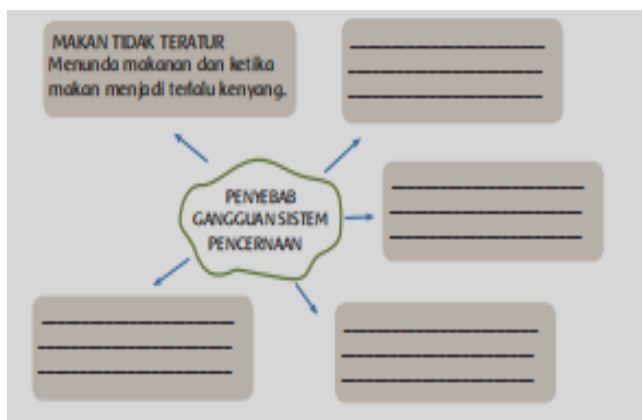 MAKAN TIDAK TERATUR
Menunda makanan dan ketika
makan menjadi terlalu kenyang.
PENYEBAB
GANGGUAN SISTEM
PENCERNAAN